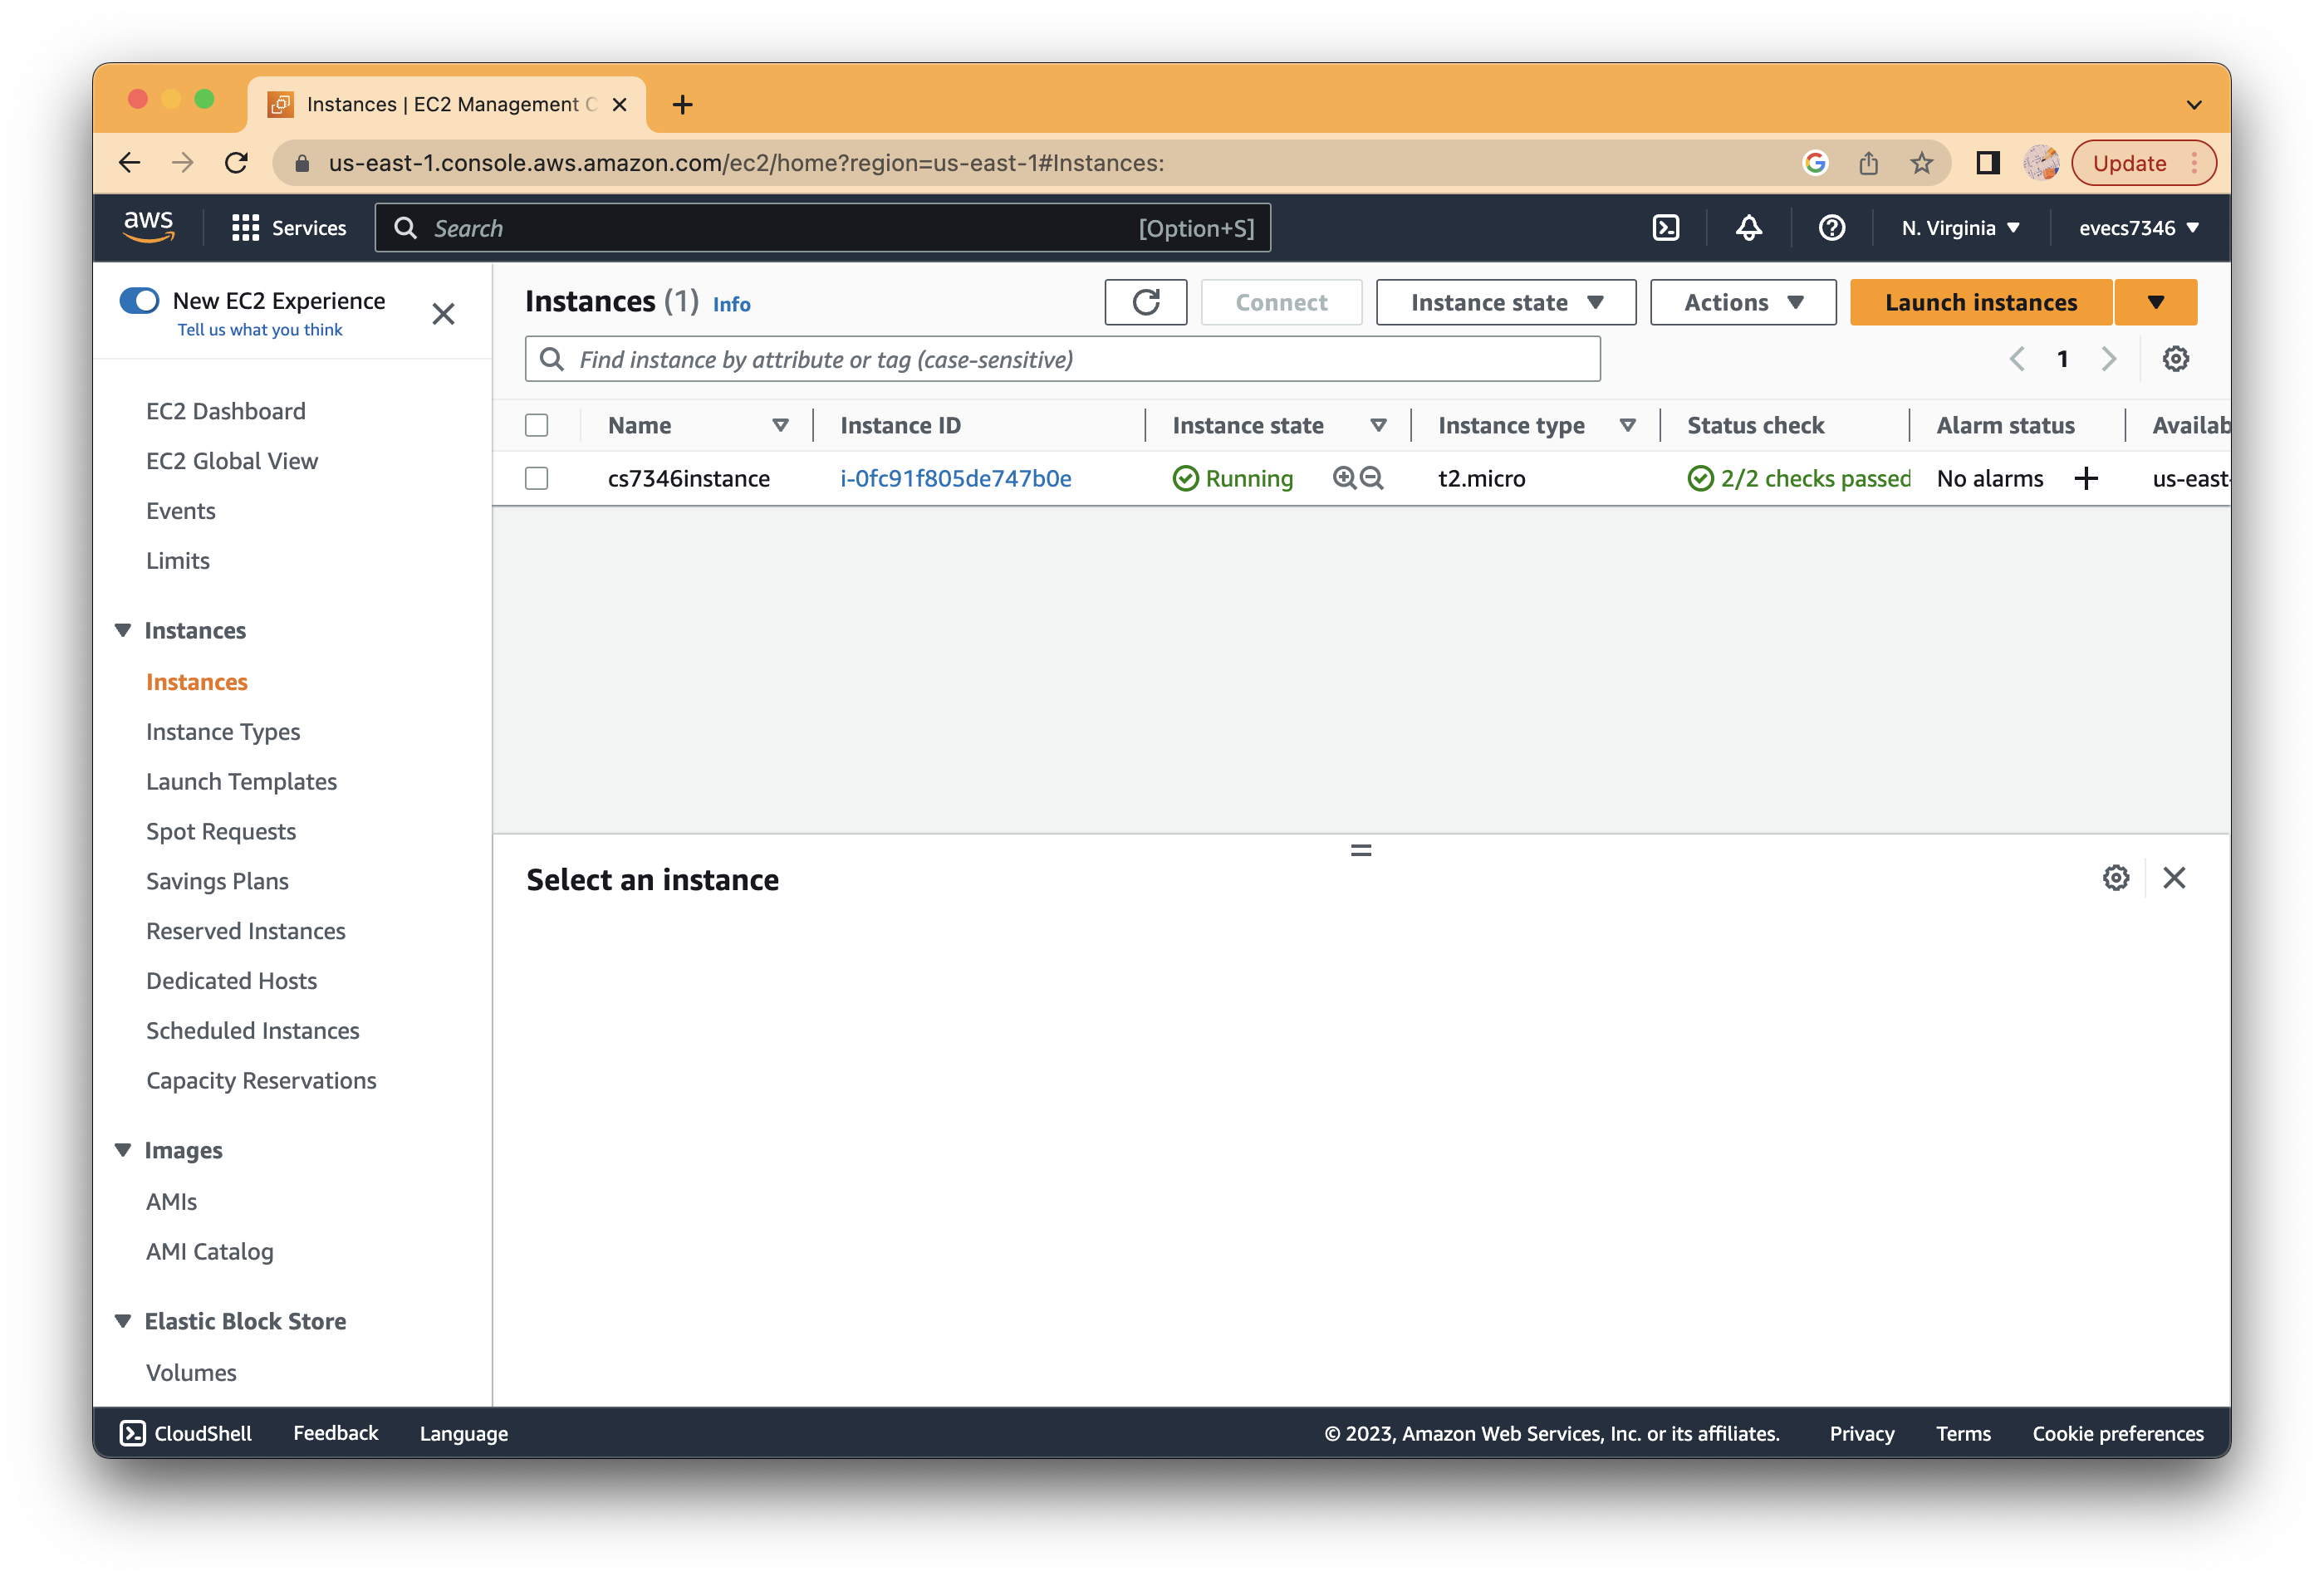 Instances | EC2 Management C
us-east-1.console.aws.amazon.com/ec2/home?region=us-east-1#Instances:
Update
aws
Services
Search
[Option+S]
N. Virginia
evecs7346
New EC2 Experience
Tell us what you think
EC2 Dashboard
EC2 Global View
Events
Limits
Instances
Instances
Instance Types
Launch Templates
Spot Requests
Savings Plans
Reserved Instances
Dedicated Hosts
Scheduled Instances
Capacity Reservations
Images
AMIs
AMI Catalog
Elastic Block Store
Volumes
Instances (1) Info
Connect
Instance state
Actions
Launch instances
Find instance by attribute or tag (case-sensitive)
1
Name Instance ID Instance state Instance type Status check Alarm status Availab
cs7346instance i-0fc91f805de747b0e Running t2.micro 2/2 checks passed No alarms us-east-
Select an instance
CloudShell
Feedback
Language
© 2023, Amazon Web Services, Inc. or its affiliates.
Privacy
Terms
Cookie preferences